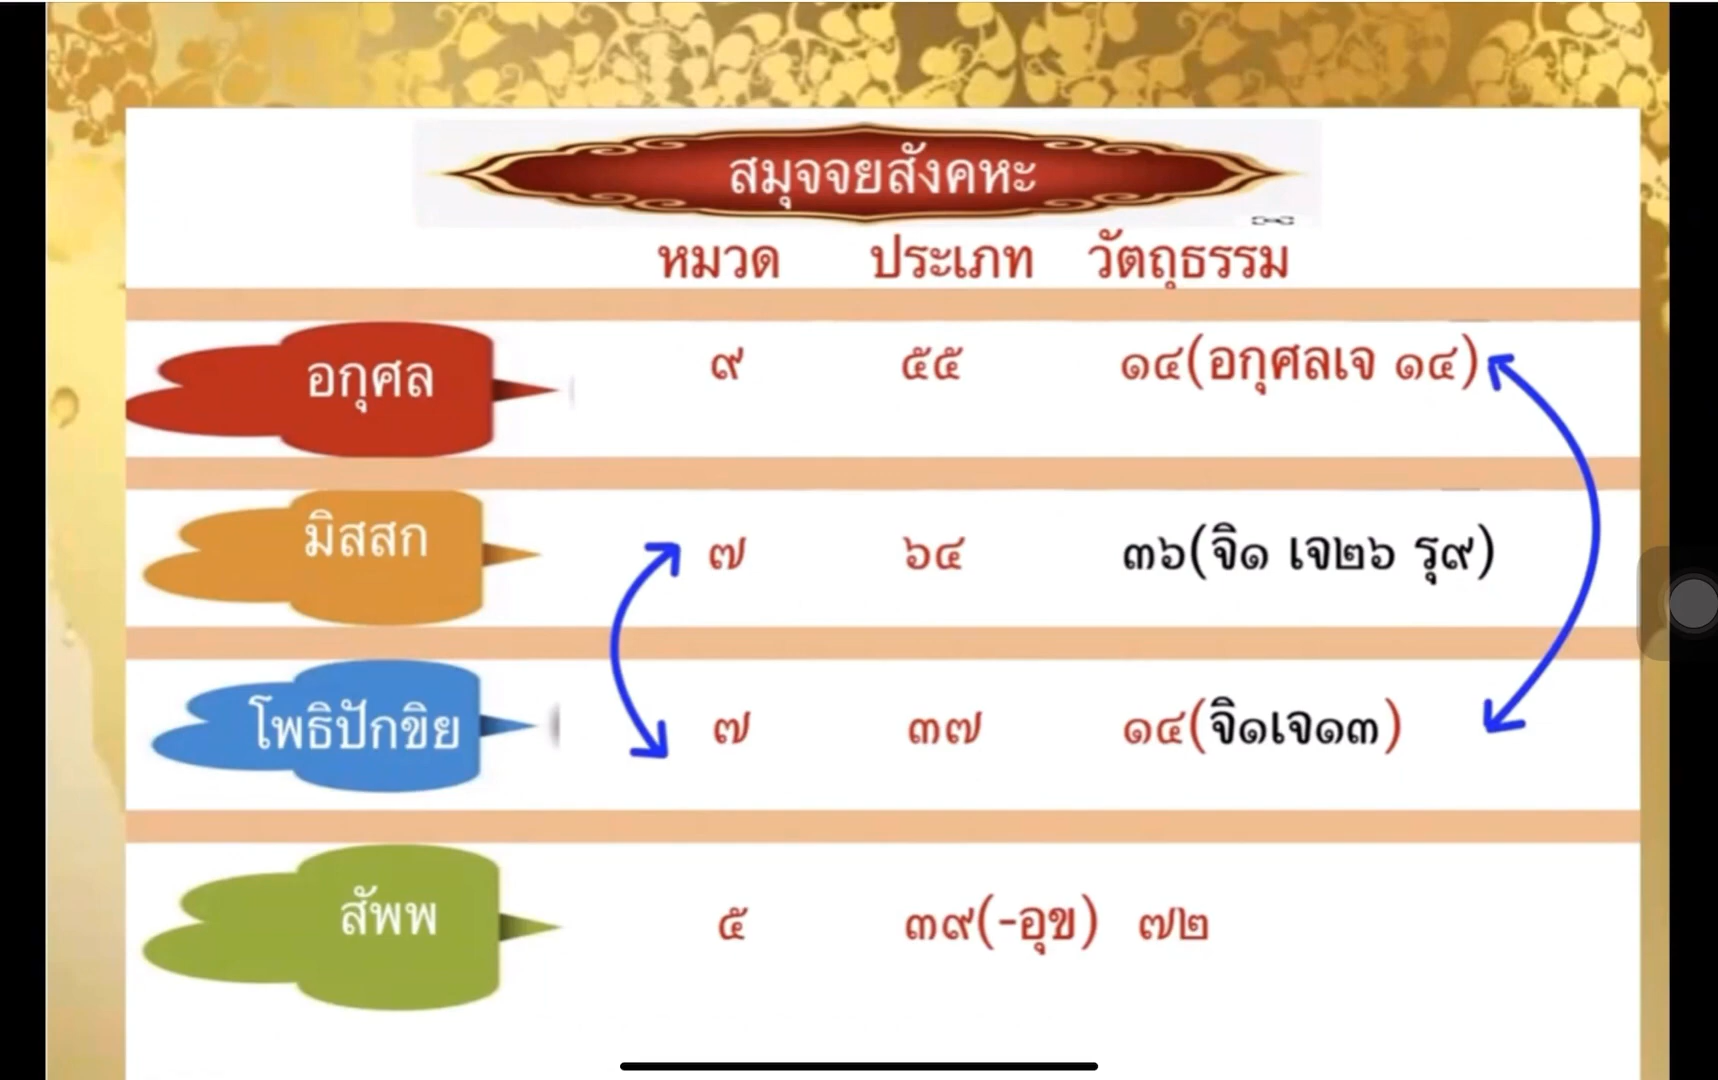 สมุจจยสังคหะ
หมวด ประเภท วัตถุธรรม
อกุศล ๙ ๕๕ ๑๔(อกุศลเจ ๑๔)
มิสสก ๗ ๖๔ ๓๖(จิ๑ เจ๒๖ รุ๙)
โพธิปักขิย ๗ ๓๗ ๑๔(จิ๑เจ๑๓)
สัพพ ๕ ๓๙(-อุข) ๗๒